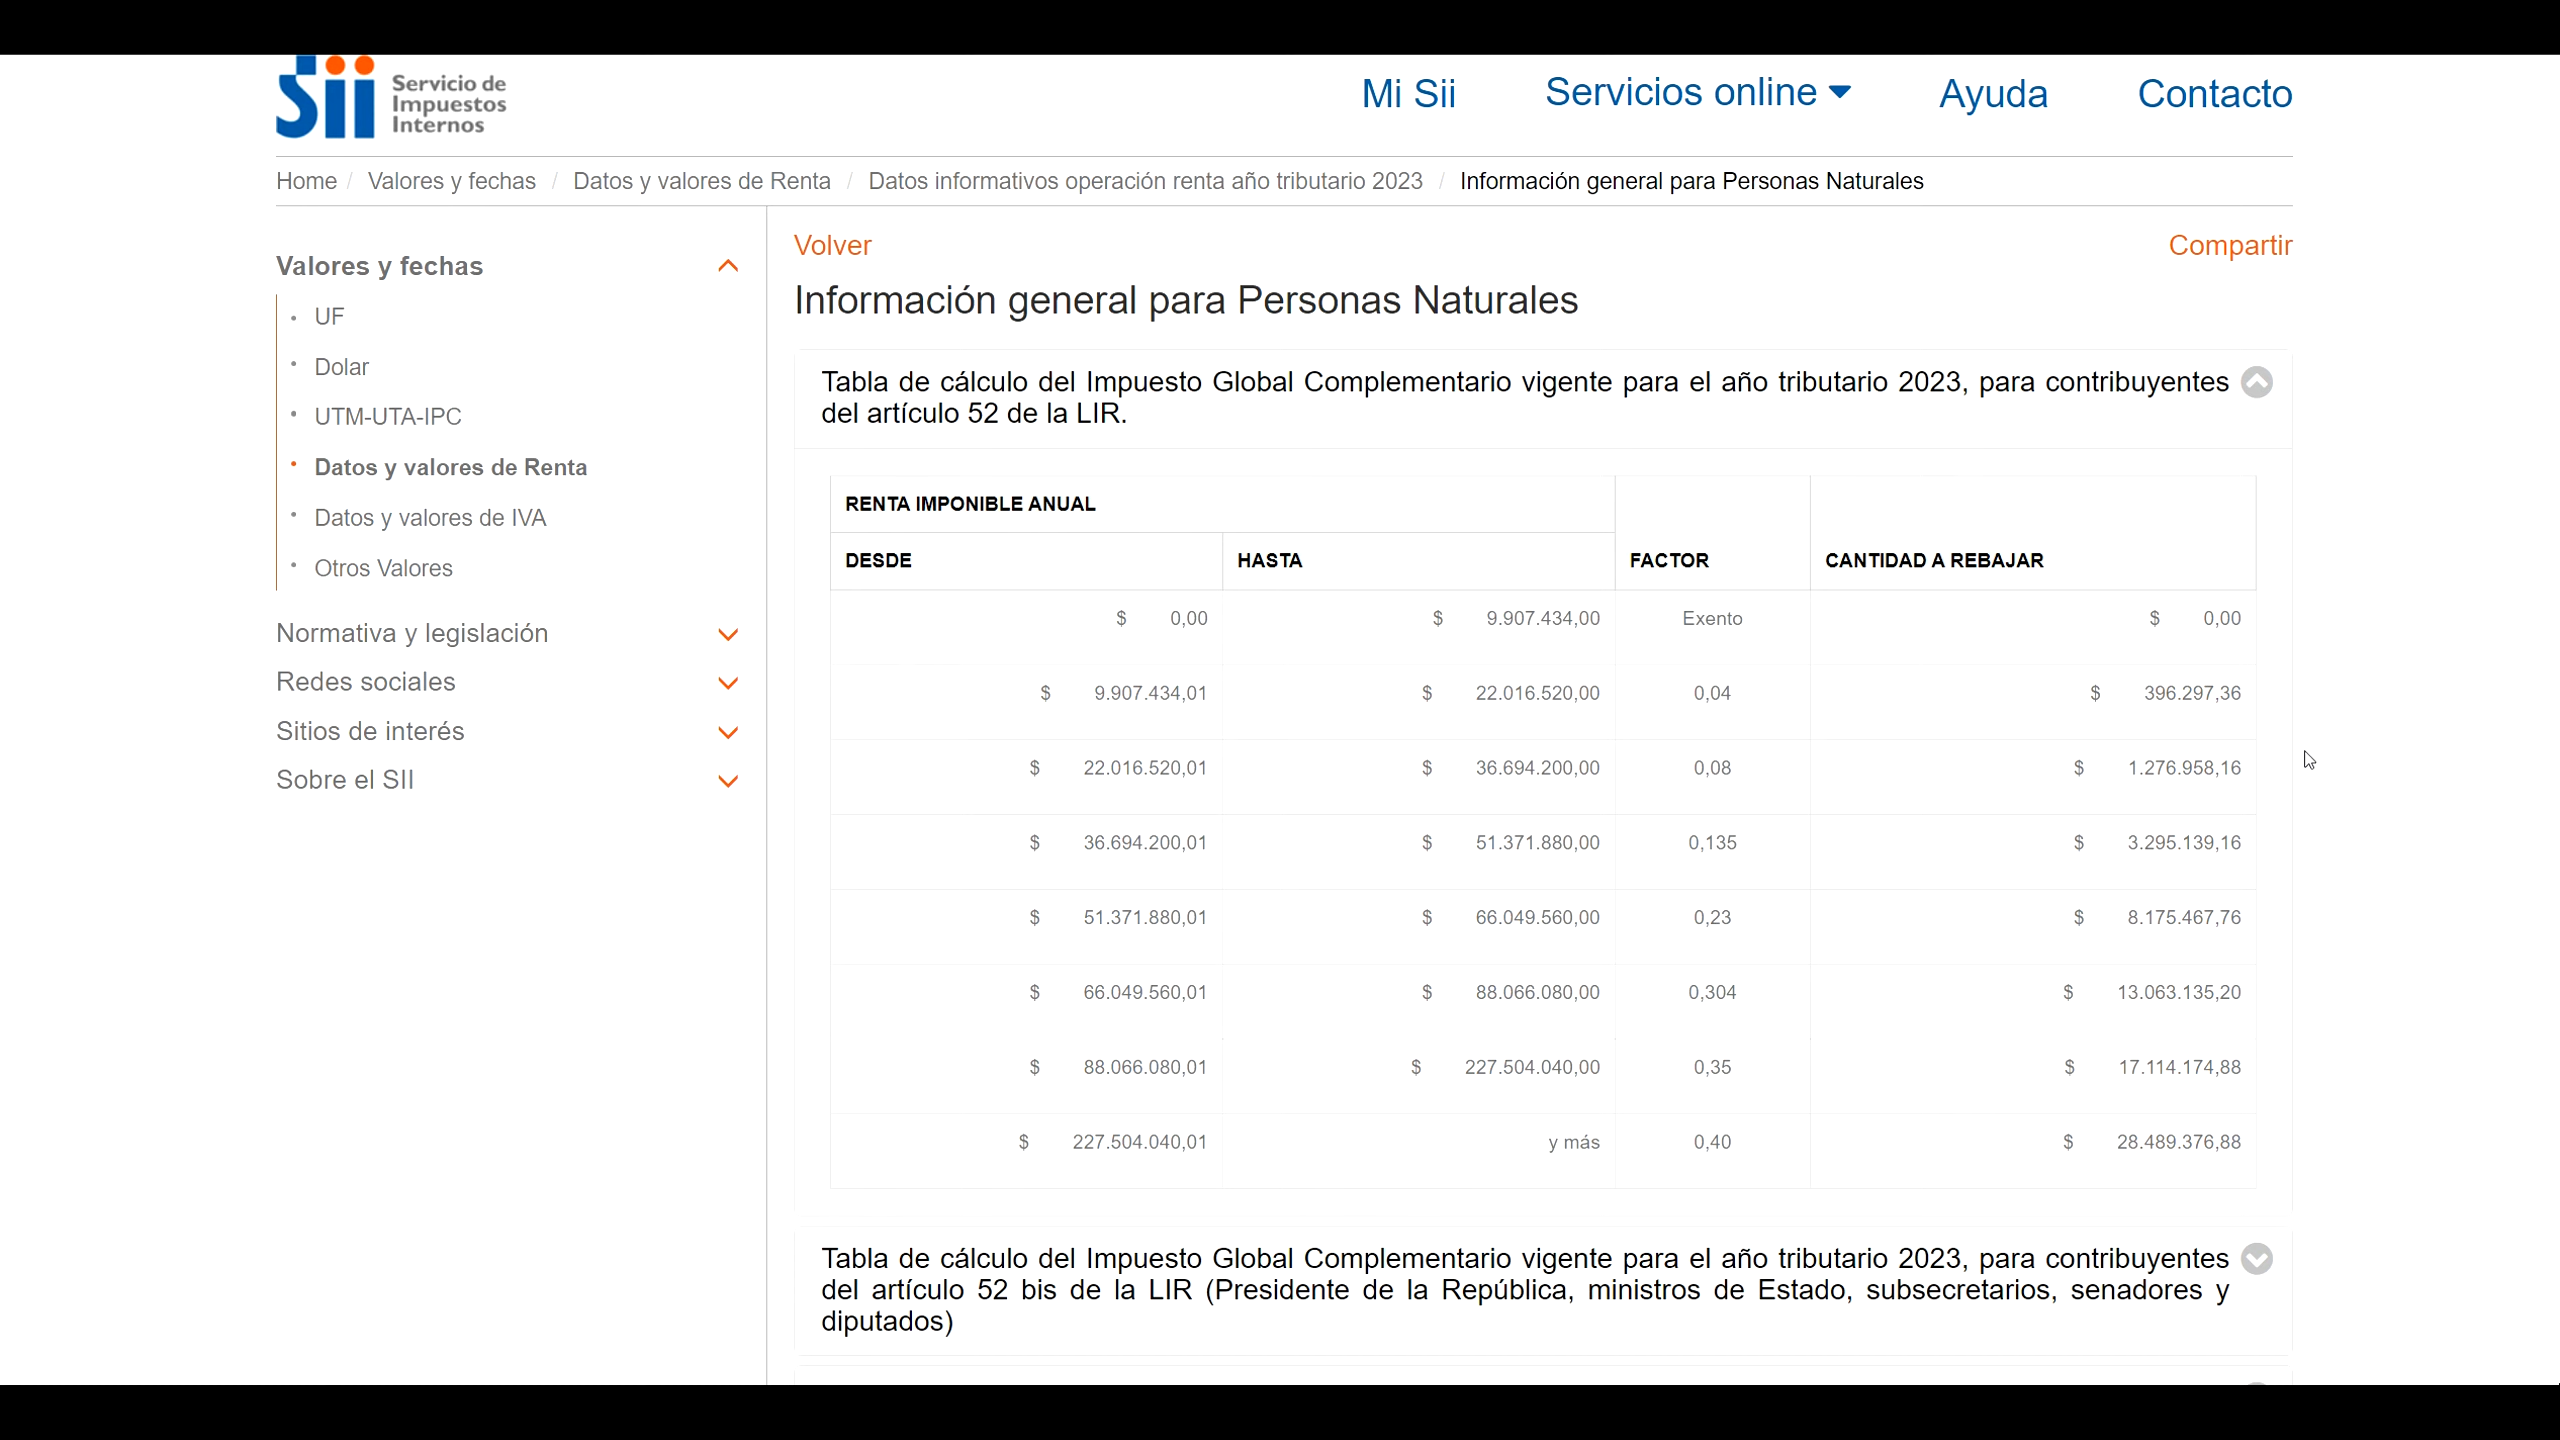 Sii Servicio de
Impuestos
Internos
Mi Sii Servicios online Ayuda Contacto
Home / Valores y fechas / Datos y valores de Renta / Datos informativos operación renta año tributario 2023 / Información general para Personas Naturales
Valores y fechas
UF
Dolar
UTM-UTA-IPC
Datos y valores de Renta
Datos y valores de IVA
Otros Valores
Normativa y legislación
Redes sociales
Sitios de interés
Sobre el SII
Volver Compartir
Información general para Personas Naturales
Tabla de cálculo del Impuesto Global Complementario vigente para el año tributario 2023, para contribuyentes
del artículo 52 de la LIR.
RENTA IMPONIBLE ANUAL
DESDE HASTA FACTOR CANTIDAD A REBAJAR
$ 0,00 $ 9.907.434,00 Exento $ 0,00
$ 9.907.434,01 $ 22.016.520,00 0,04 $ 396.297,36
$ 22.016.520,01 $ 36.694.200,00 0,08 $ 1.276.958,16
$ 36.694.200,01 $ 51.371.880,00 0,135 $ 3.295.139,16
$ 51.371.880,01 $ 66.049.560,00 0,23 $ 8.175.467,76
$ 66.049.560,01 $ 88.066.080,00 0,304 $ 13.063.135,20
$ 88.066.080,01 $ 227.504.040,00 0,35 $ 17.114.174,88
$ 227.504.040,01 y más 0,40 $ 28.489.376,88
Tabla de cálculo del Impuesto Global Complementario vigente para el año tributario 2023, para contribuyentes
del artículo 52 bis de la LIR (Presidente de la República, ministros de Estado, subsecretarios, senadores y
diputados)